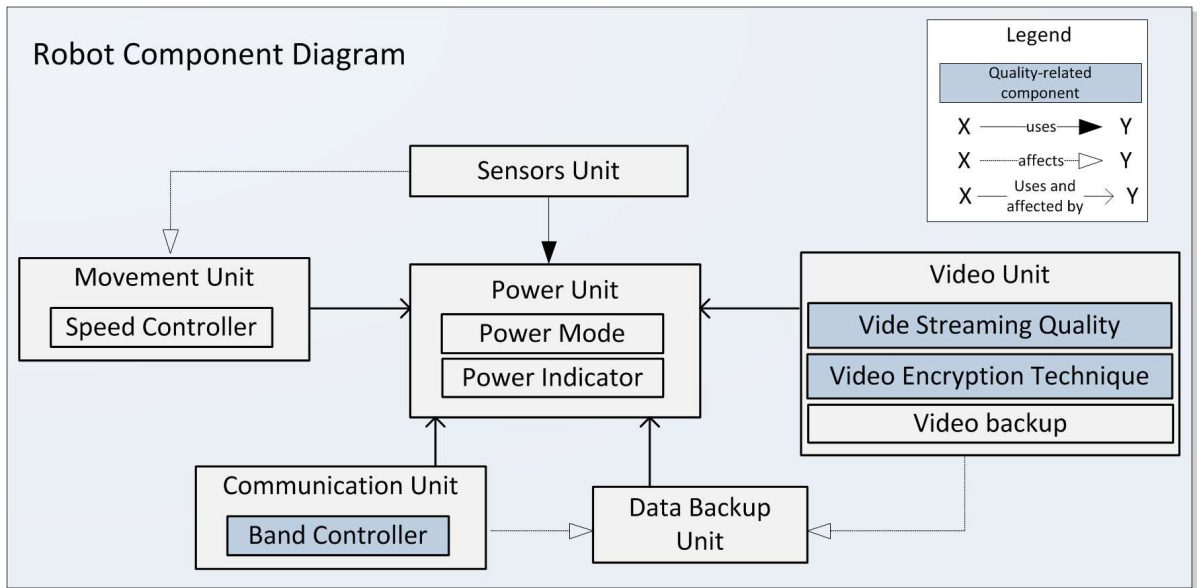 Robot Component Diagram
Legend
Quality-related
component
X uses Y
X affects Y
X Uses and
affected by Y
Sensors Unit
Movement Unit
Speed Controller
Power Unit
Power Mode
Power Indicator
Video Unit
Vide Streaming Quality
Video Encryption Technique
Video backup
Communication Unit
Band Controller
Data Backup
Unit